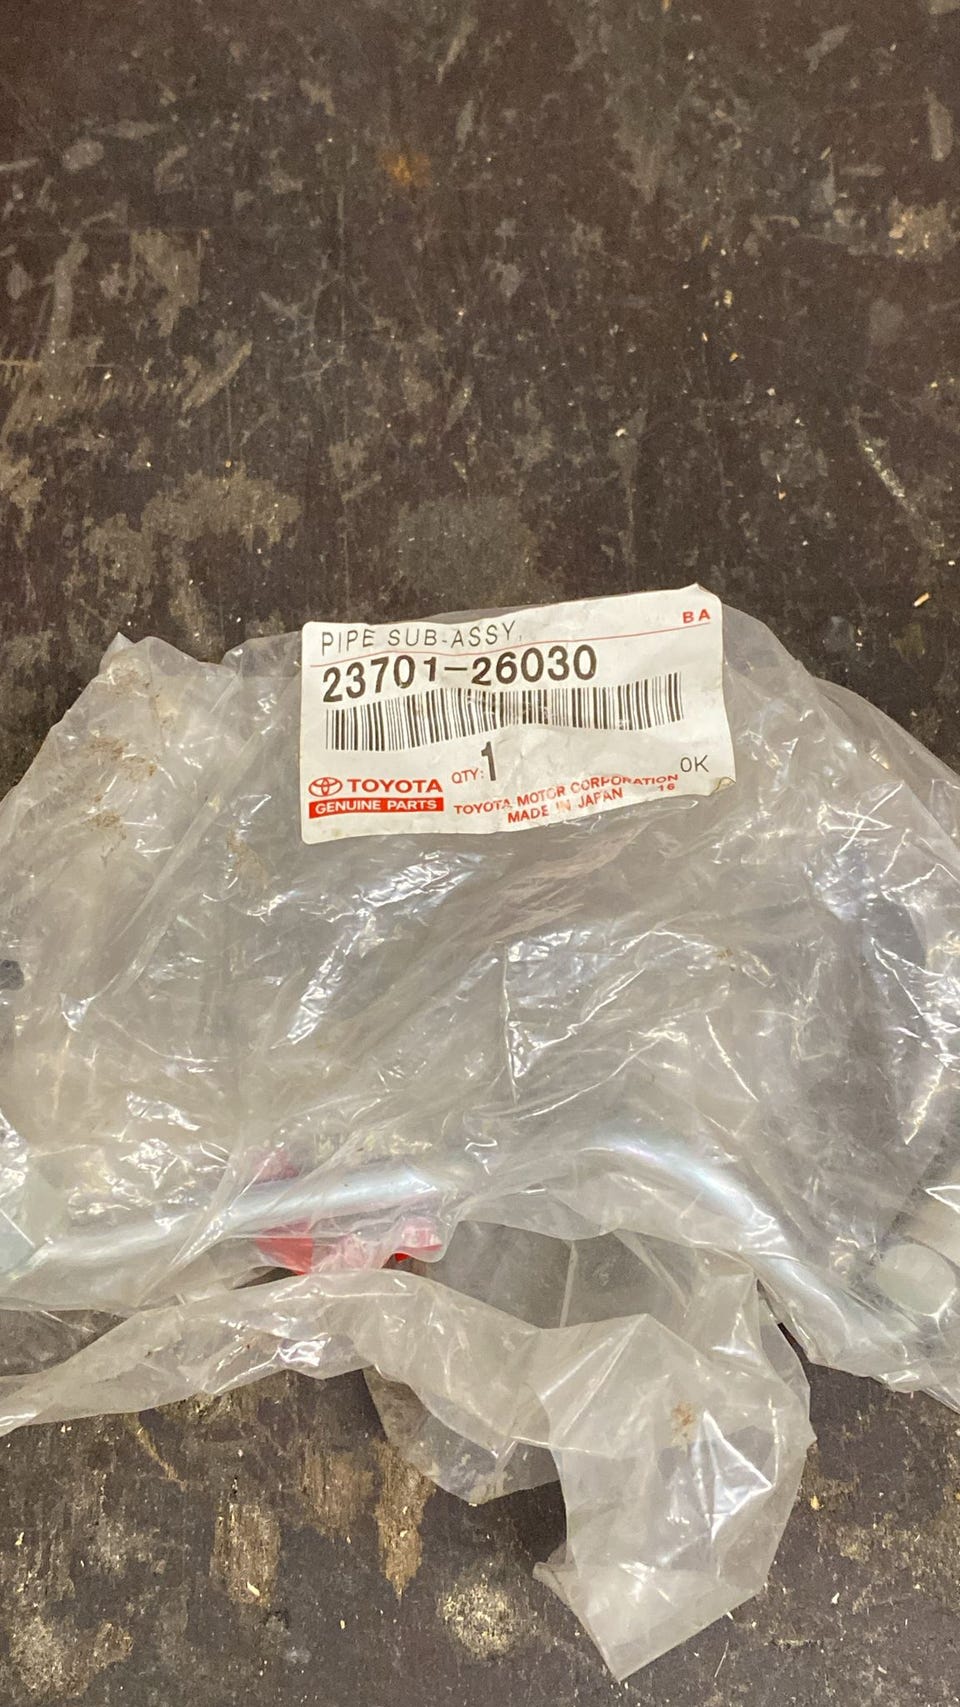 BA
PIPE SUB-ASSY,
23701-26030
QTY: 1
OK
TOYOTA
GENUINE PARTS
TOYOTA MOTOR CORPORATION
MADE IN JAPAN 16